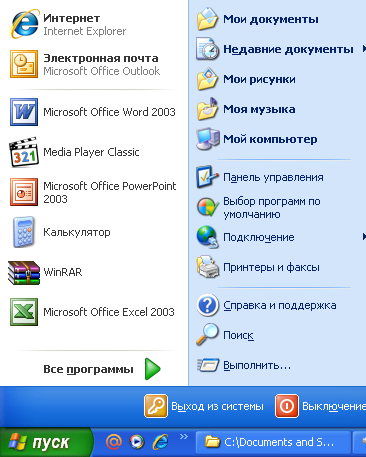 Интернет
Internet Explorer
Электронная почта
Microsoft Office Outlook
Microsoft Office Word 2003
Media Player Classic
321
Microsoft Office PowerPoint
2003
Калькулятор
WinRAR
Microsoft Office Excel 2003
Все программы
Мои документы
Недавние документы
Мои рисунки
Моя музыка
Мой компьютер
Панель управления
Выбор программ по
умолчанию
Подключение
Принтеры и факсы
Справка и поддержка
Поиск
Выполнить...
Выход из системы
Выключение
пуск
C:\Documents and S...